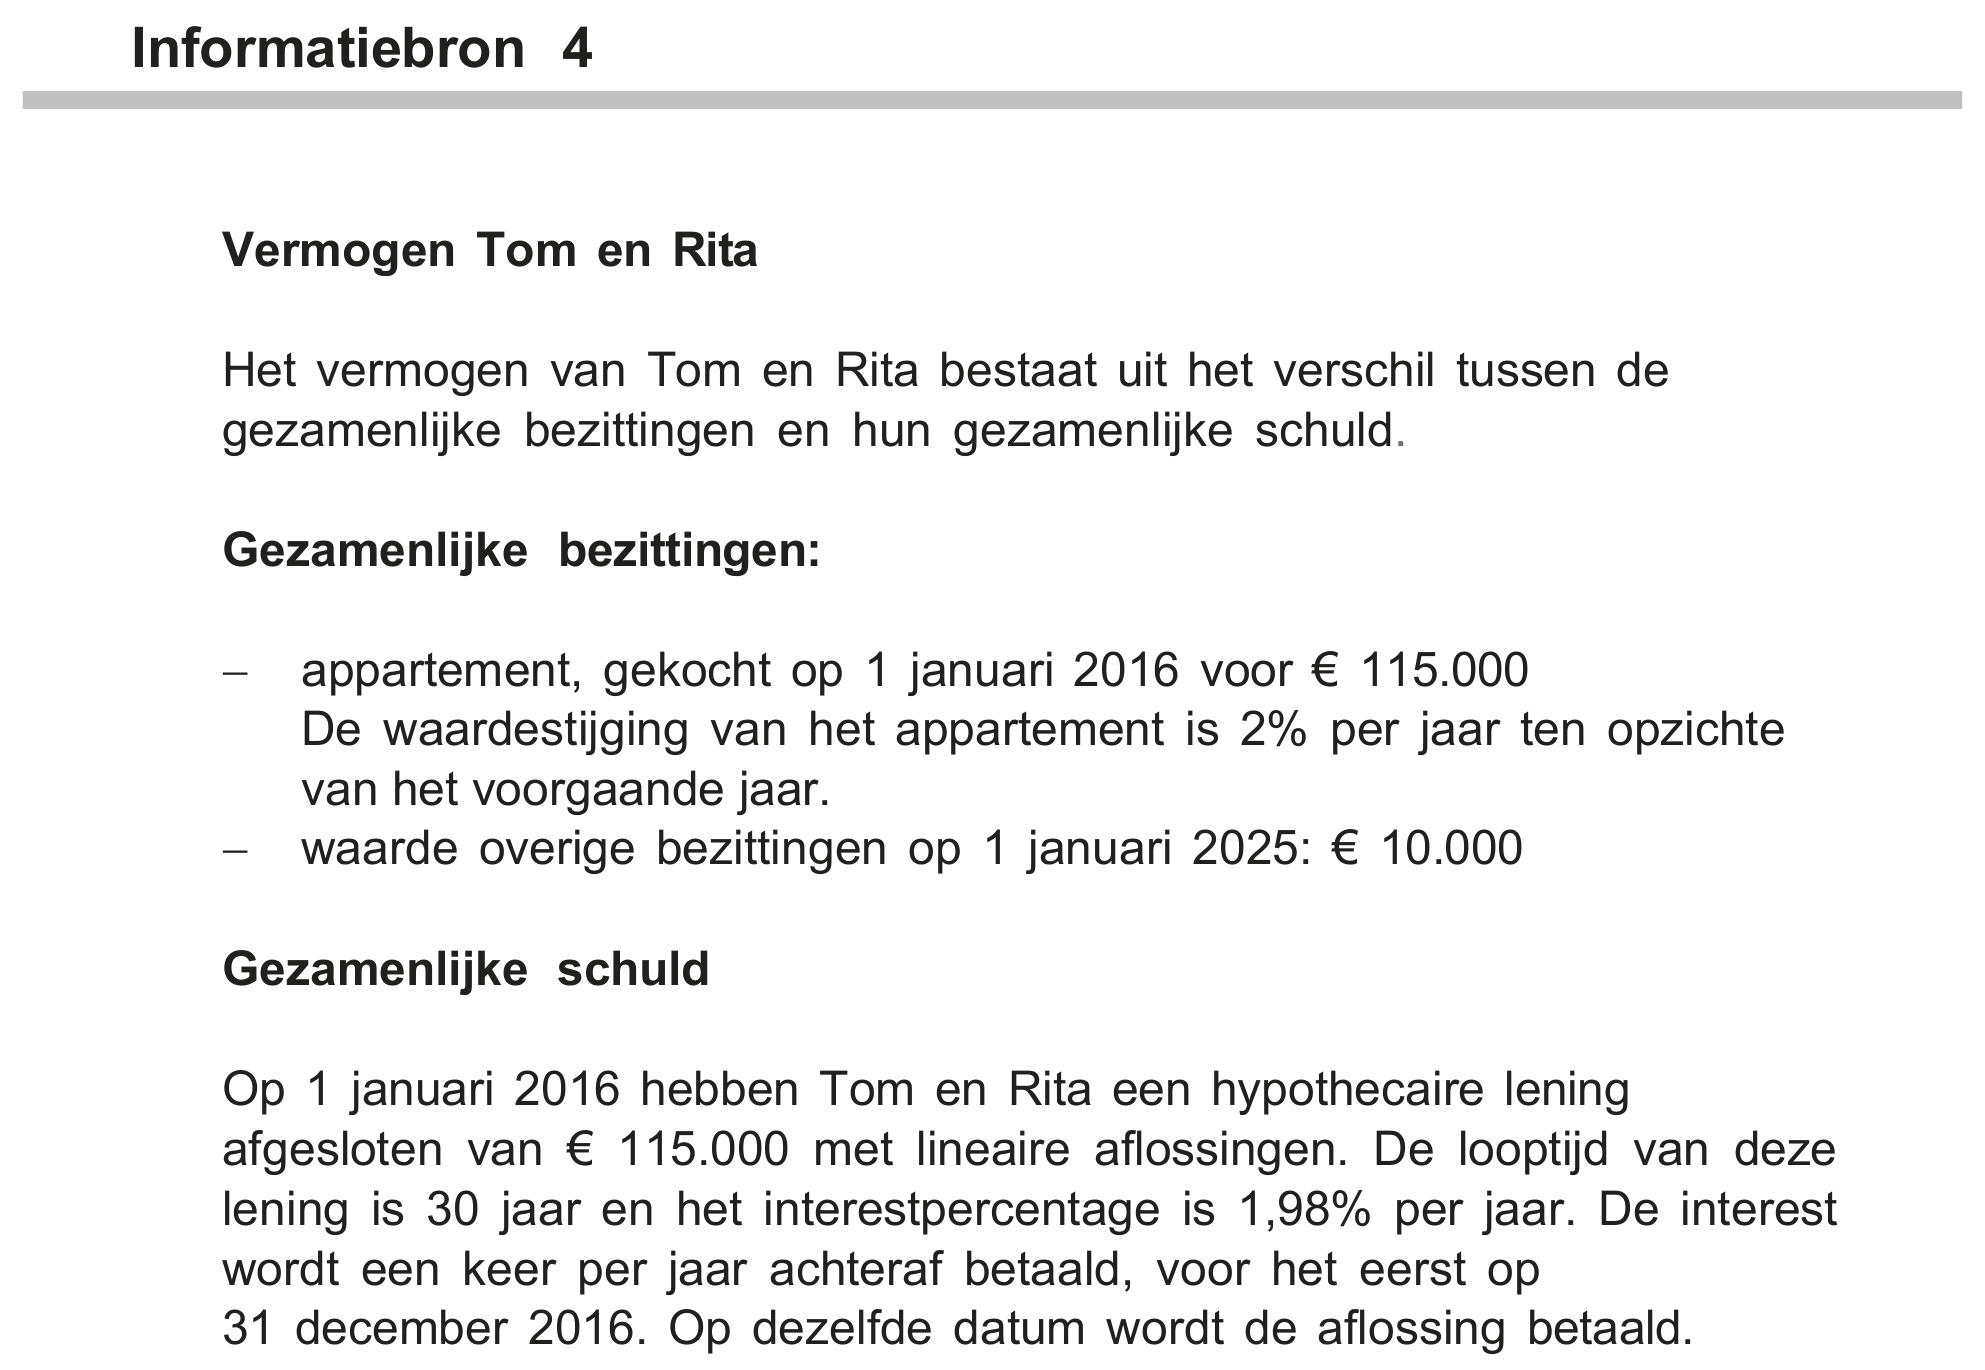 Informatiebron 4
Vermogen Tom en Rita
Het vermogen van Tom en Rita bestaat uit het verschil tussen de
gezamenlijke bezittingen en hun gezamenlijke schuld.
Gezamenlijke bezittingen:
– appartement, gekocht op 1 januari 2016 voor € 115.000
De waardestijging van het appartement is 2% per jaar ten opzichte
van het voorgaande jaar.
– waarde overige bezittingen op 1 januari 2025: € 10.000
Gezamenlijke schuld
Op 1 januari 2016 hebben Tom en Rita een hypothecaire lening
afgesloten van € 115.000 met lineaire aflossingen. De looptijd van deze
lening is 30 jaar en het interestpercentage is 1,98% per jaar. De interest
wordt een keer per jaar achteraf betaald, voor het eerst op
31 december 2016. Op dezelfde datum wordt de aflossing betaald.